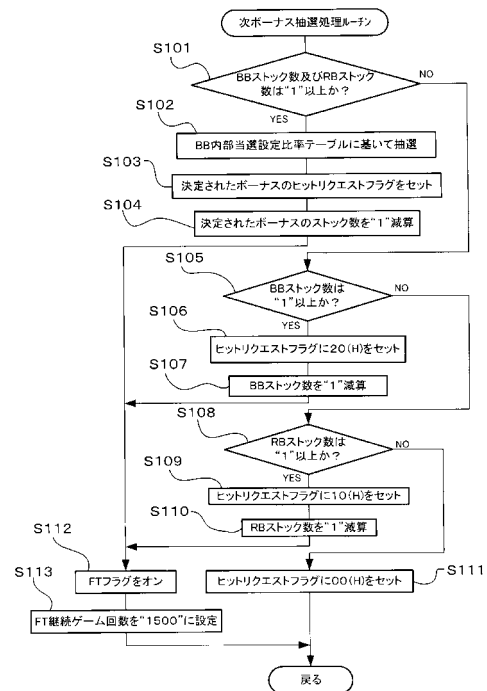 次ボーナス抽選処理ルーチン
S101
BBストック数及びRBストック
数は"1"以上か?
NO
YES
S102
BB内部当選設定比率テーブルに基いて抽選
S103
決定されたボーナスのヒットリクエストフラグをセット
S104
決定されたボーナスのストック数を"1"減算
S105
BBストック数は
"1"以上か?
NO
YES
S106
ヒットリクエストフラグに20(H)をセット
S107
BBストック数を"1"減算
S108
RBストック数は
"1"以上か?
NO
YES
S109
ヒットリクエストフラグに10(H)をセット
S110
RBストック数を"1"減算
S112
FTフラグをオン
ヒットリクエストフラグに00(H)をセット
S111
S113
FT継続ゲーム回数を"1500"に設定
戻る